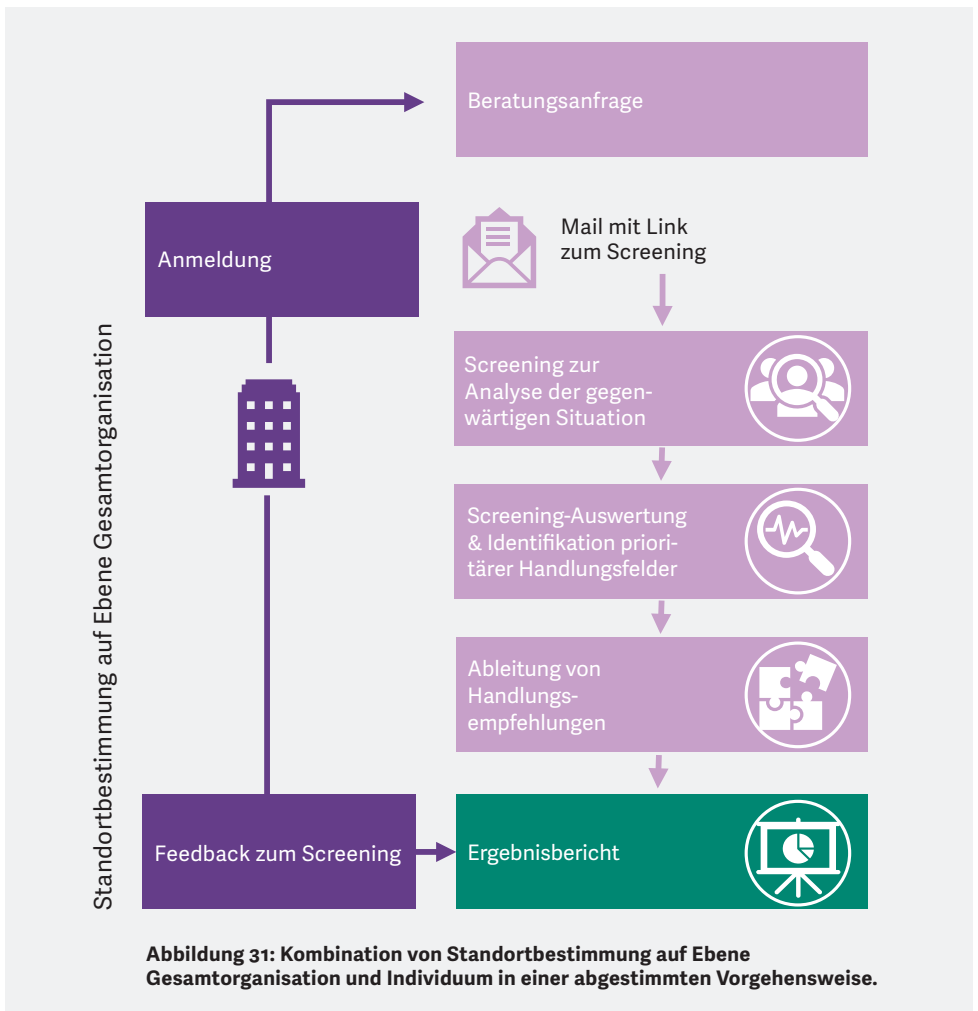 Standortbestimmung auf Ebene Gesamtorganisation
Beratungsanfrage
Anmeldung
Mail mit Link
zum Screening
Screening zur
Analyse der gegen-
wärtigen Situation
Screening-Auswertung
& Identifikation priori-
tärer Handlungsfelder
Ableitung von
Handlungs-
empfehlungen
Feedback zum Screening
Ergebnisbericht
Abbildung 31: Kombination von Standortbestimmung auf Ebene
Gesamtorganisation und Individuum in einer abgestimmten Vorgehensweise.